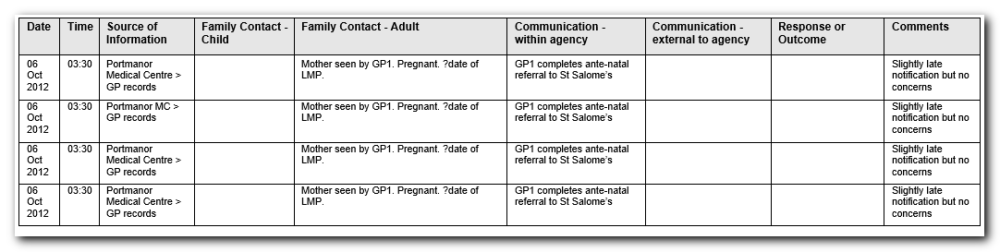 Date Time Source of Information Family Contact - Child Family Contact - Adult Communication - within agency Communication - external to agency Response or Outcome Comments
06 Oct 2012 03:30 Portmanor Medical Centre > GP records Mother seen by GP1. Pregnant. ?date of LMP. GP1 completes ante-natal referral to St Salome's Slightly late notification but no concerns
06 Oct 2012 03:30 Portmanor MC > GP records Mother seen by GP1. Pregnant. ?date of LMP. GP1 completes ante-natal referral to St Salome's Slightly late notification but no concerns
06 Oct 2012 03:30 Portmanor Medical Centre > GP records Mother seen by GP1. Pregnant. ?date of LMP. GP1 completes ante-natal referral to St Salome's Slightly late notification but no concerns
06 Oct 2012 03:30 Portmanor Medical Centre > GP records Mother seen by GP1. Pregnant. ?date of LMP. GP1 completes ante-natal referral to St Salome's Slightly late notification but no concerns